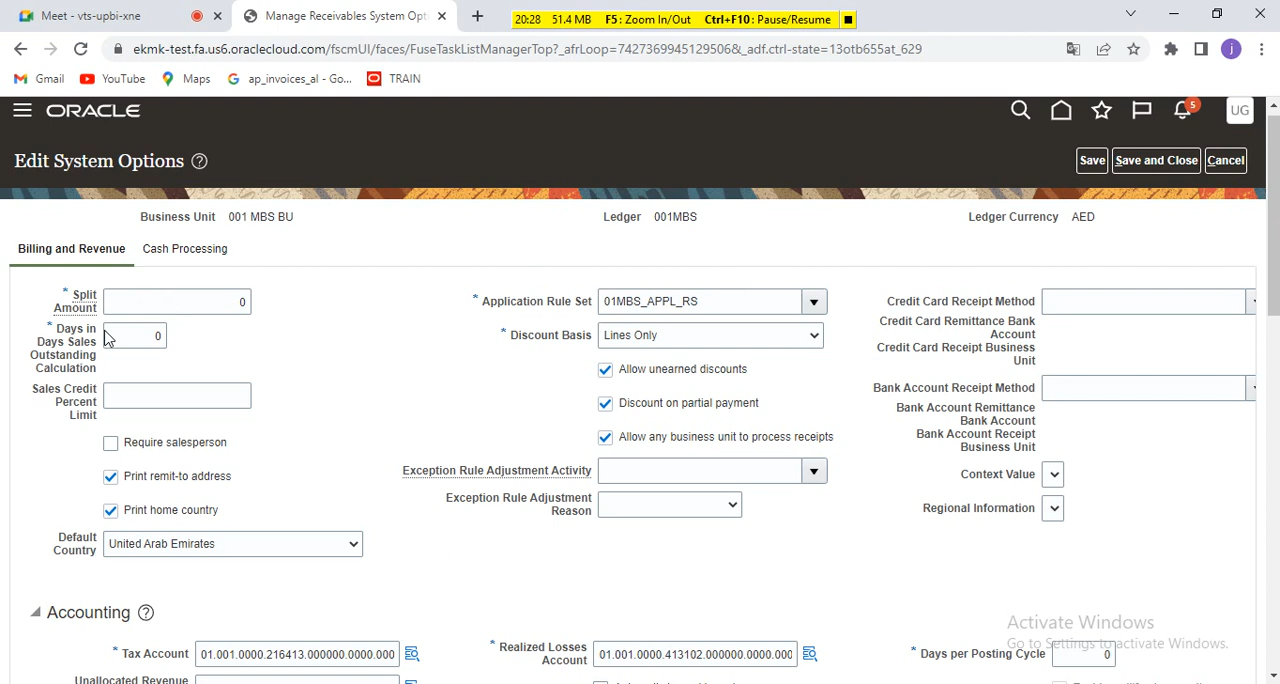 Meet - vts-upbi-xne
Manage Receivables System Opti
20:28 51.4 MB F5: Zoom In/Out Ctrl+F10: Pause/Resume
ekmk-test.fa.us6.oraclecloud.com/fscmUI/faces/FuseTaskListManagerTop?_afrLoop=7427369945129506&_adf.ctrl-state=13otb655at_629
j
Gmail YouTube Maps ap_invoices_al - Go... TRAIN
ORACLE
5
UG
Edit System Options ?
Save Save and Close Cancel
Business Unit 001 MBS BU
Ledger 001MBS
Ledger Currency AED
Billing and Revenue Cash Processing
* Split Amount 0
* Days in Days Sales Outstanding Calculation 0
Sales Credit Percent Limit
Require salesperson
Print remit-to address
Print home country
Default Country United Arab Emirates
* Application Rule Set 01MBS_APPL_RS
* Discount Basis Lines Only
Allow unearned discounts
Discount on partial payment
Allow any business unit to process receipts
Exception Rule Adjustment Activity
Exception Rule Adjustment Reason
Credit Card Receipt Method
Credit Card Remittance Bank Account
Credit Card Receipt Business Unit
Bank Account Receipt Method
Bank Account Remittance Bank Account
Bank Account Receipt Business Unit
Context Value
Regional Information
Accounting ?
* Tax Account 01.001.0000.216413.000000.0000.000
* Realized Losses Account 01.001.0000.413102.000000.0000.000
* Days per Posting Cycle 0
Unallocated Revenue
Activate Windows
Go to Settings to activate Windows.